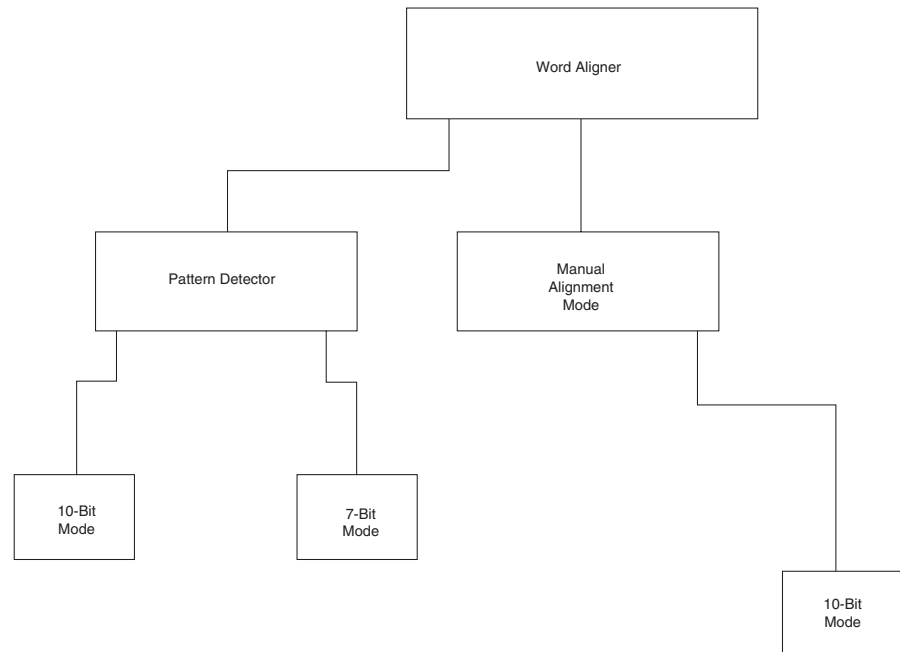 Word Aligner
Pattern Detector
Manual
Alignment
Mode
10-Bit
Mode
7-Bit
Mode
10-Bit
Mode